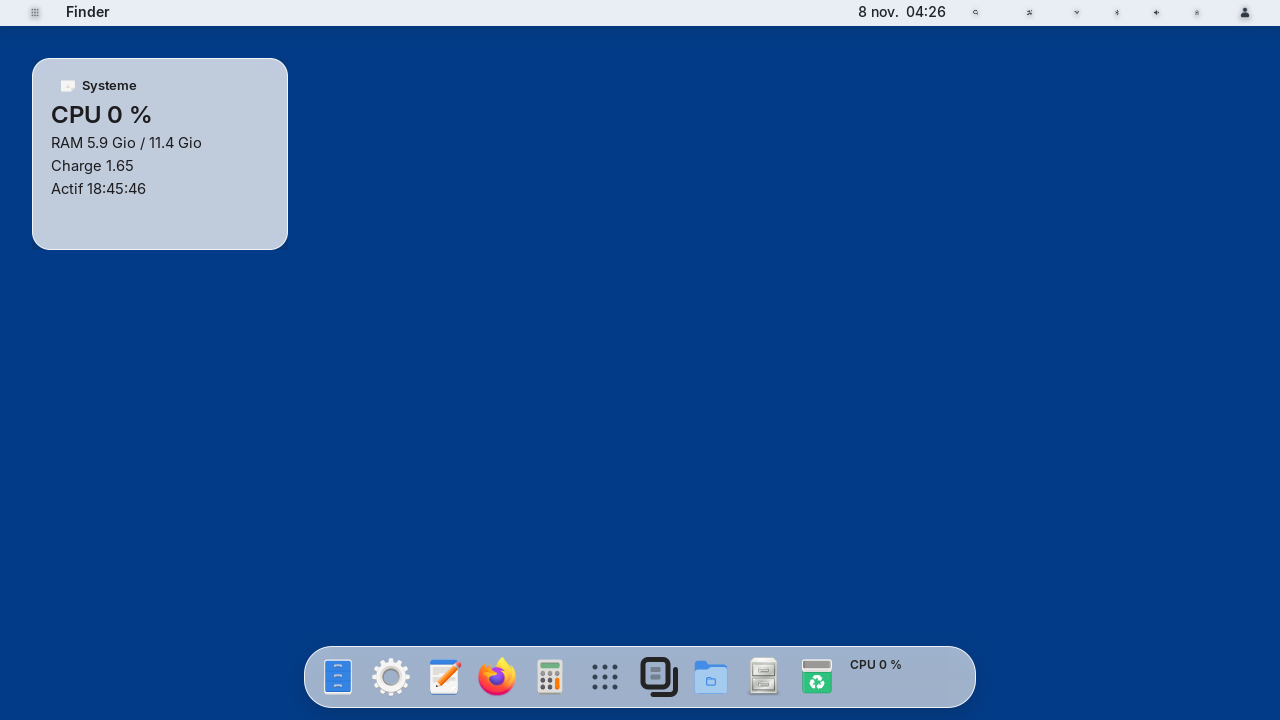 Finder
8 nov.  04:26
Systeme
CPU 0 %
RAM 5.9 Gio / 11.4 Gio
Charge 1.65
Actif 18:45:46
CPU 0 %